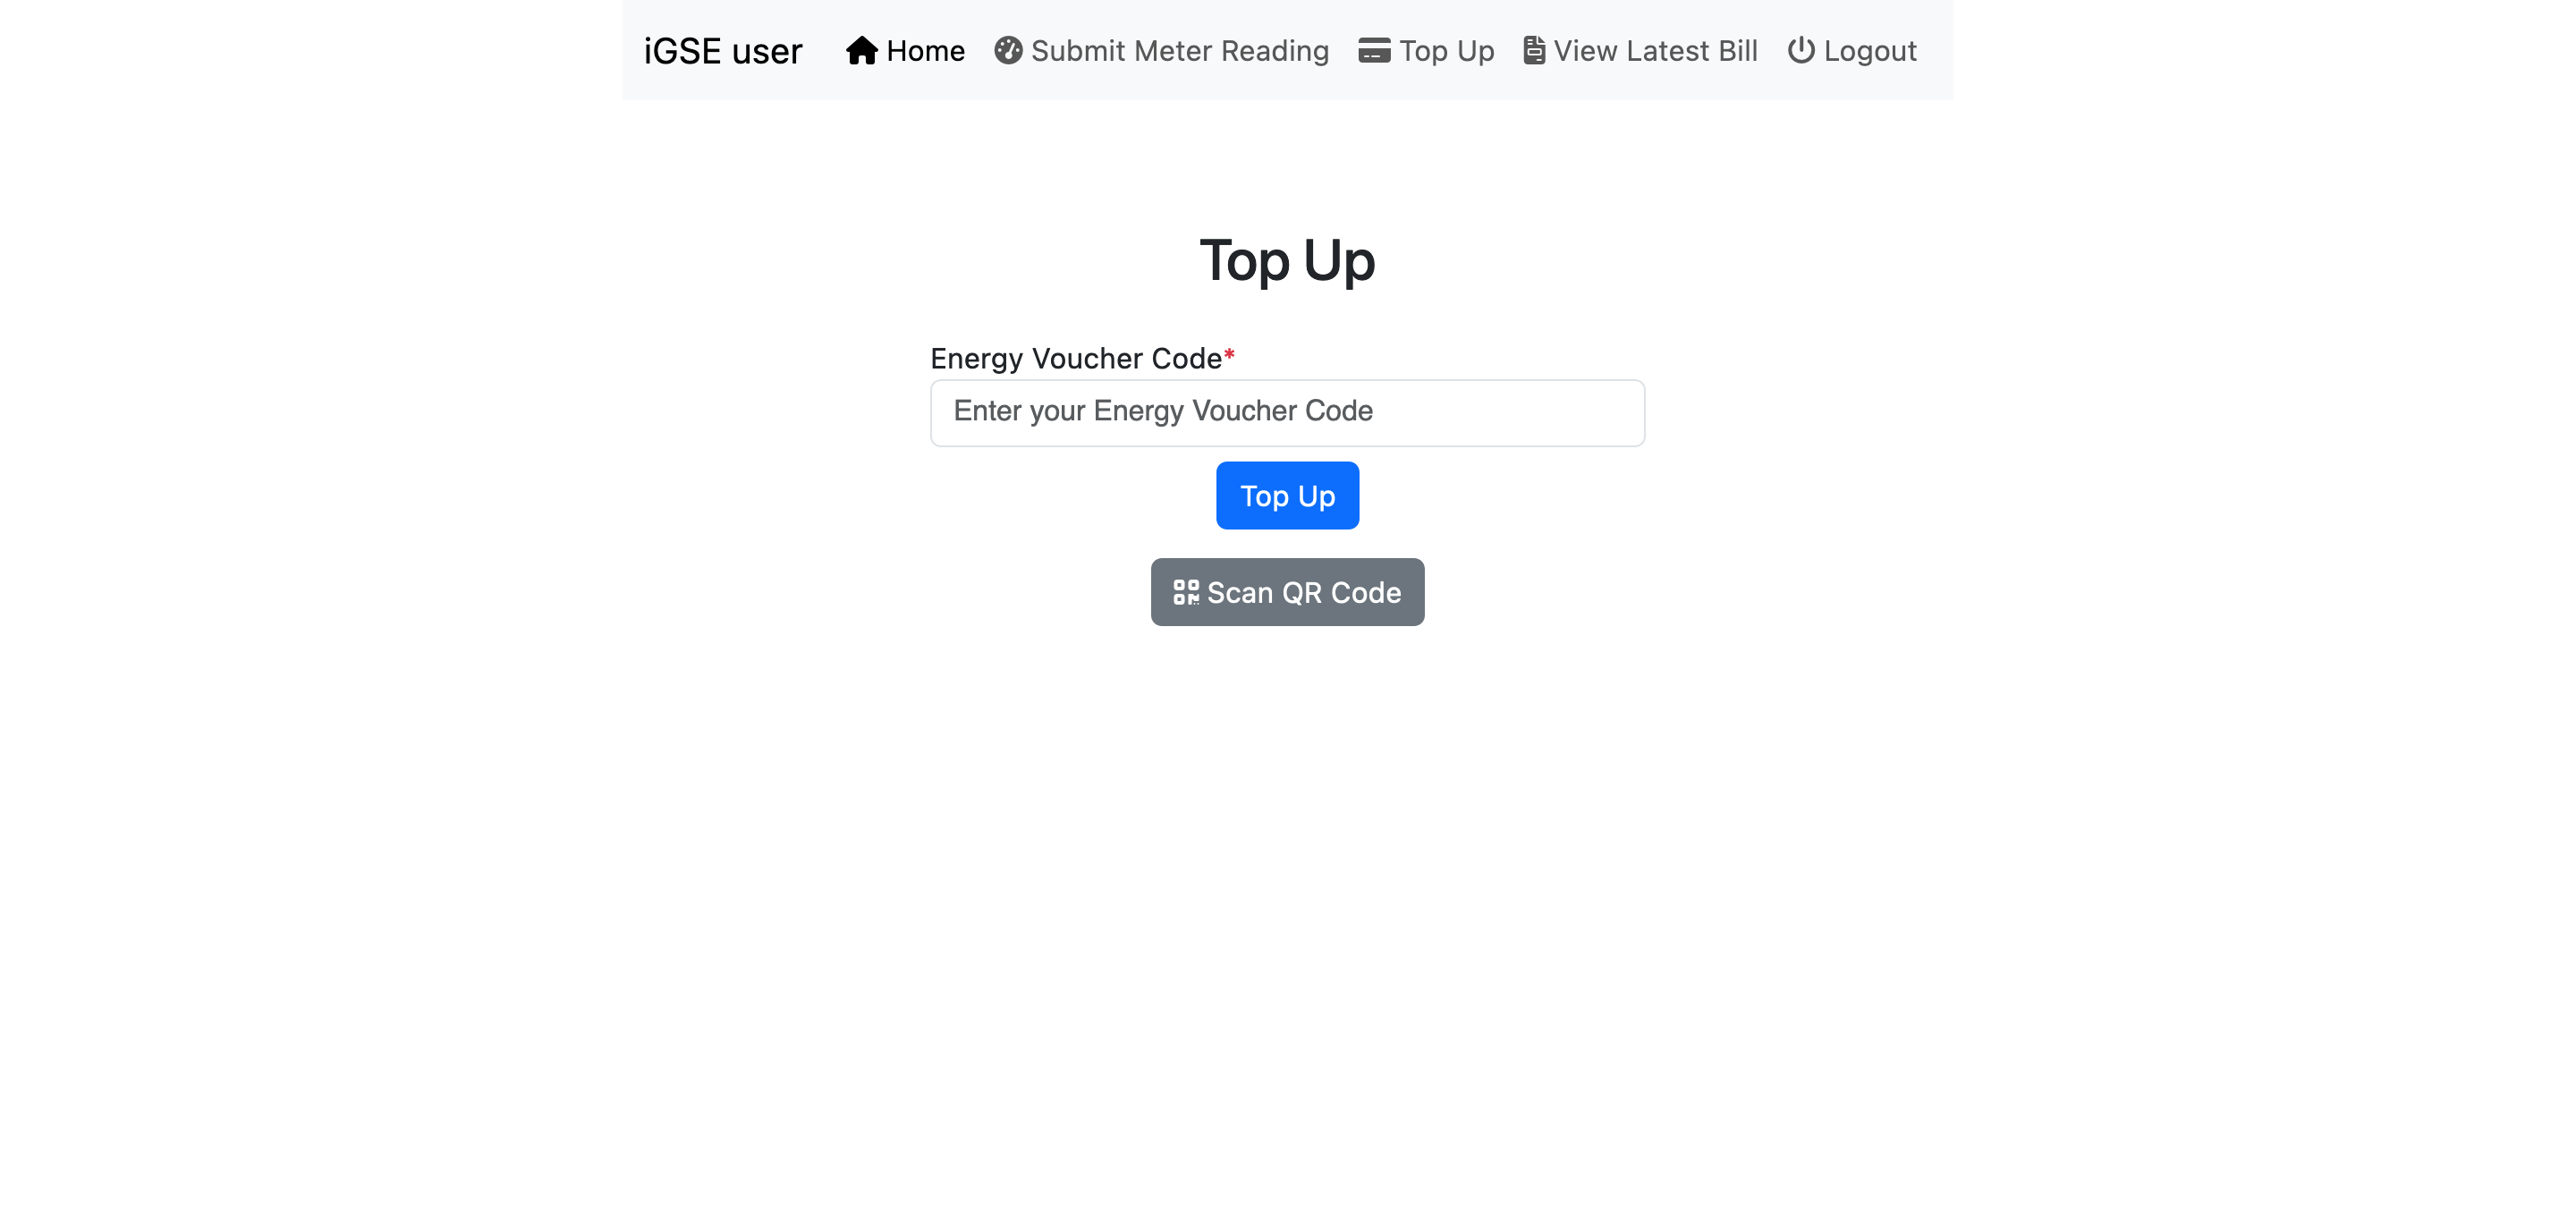 iGSE user Home Submit Meter Reading Top Up View Latest Bill Logout
Top Up
Energy Voucher Code*
Enter your Energy Voucher Code
Top Up
Scan QR Code